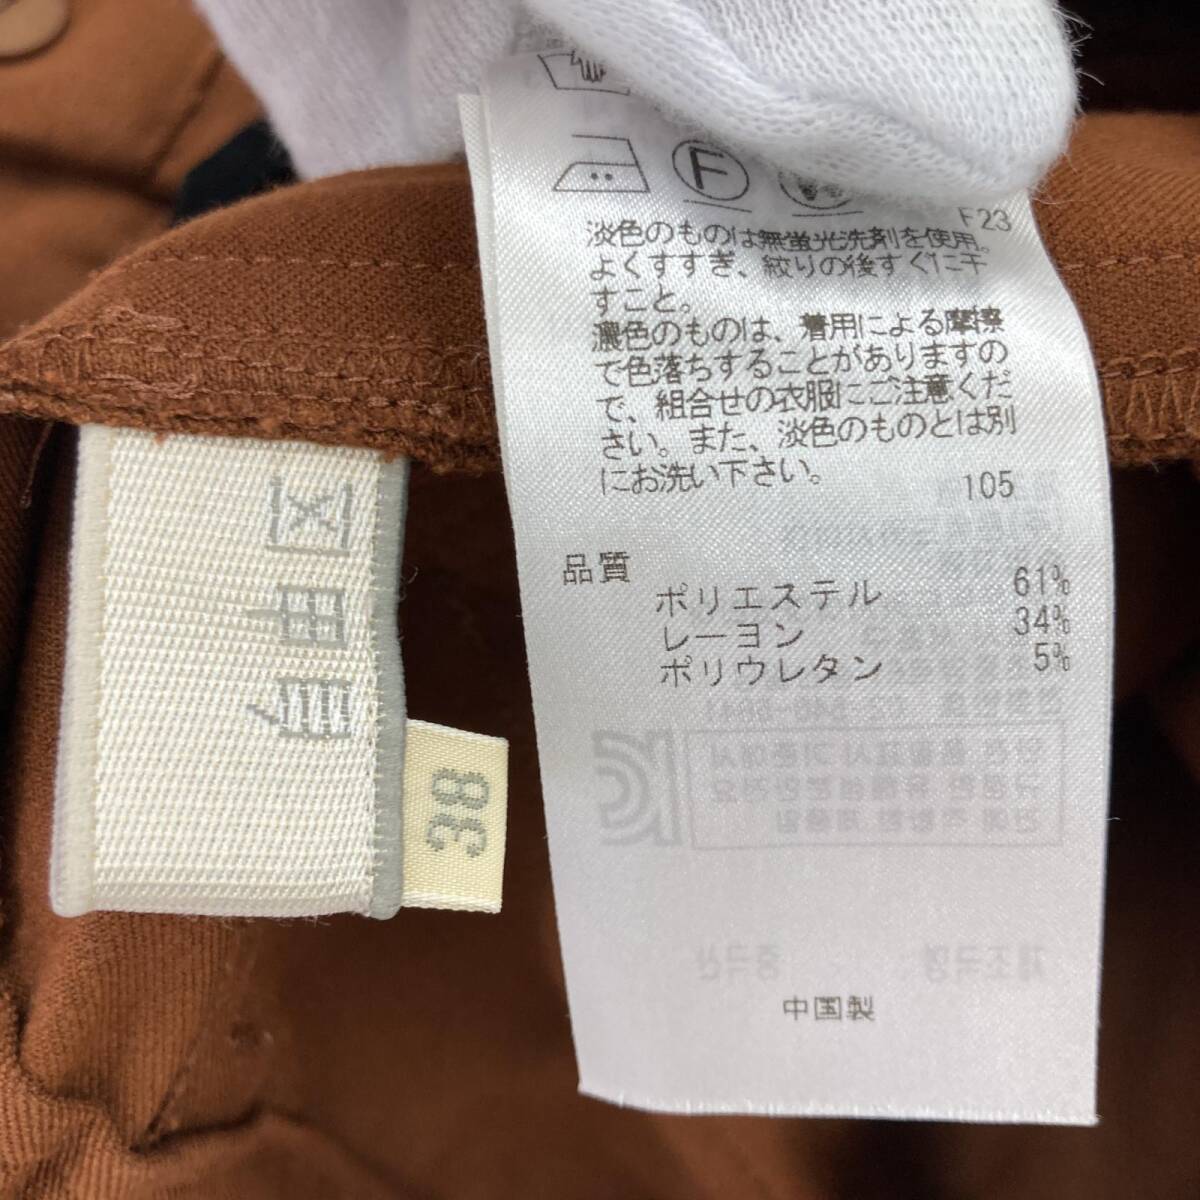 F
W
F23
淡色のものは無蛍光洗剤を使用。
よくすすぎ、絞りの後すぐに干
すこと。
濃色のものは、着用による摩擦
で色落ちすることがありますの
で、組合せの衣服にご注意くだ
さい。また、淡色のものとは別
にお洗い下さい。
105
品質
ポリエステル 61%
レーヨン 34%
ポリウレタン 5%
中国製
自由区
38